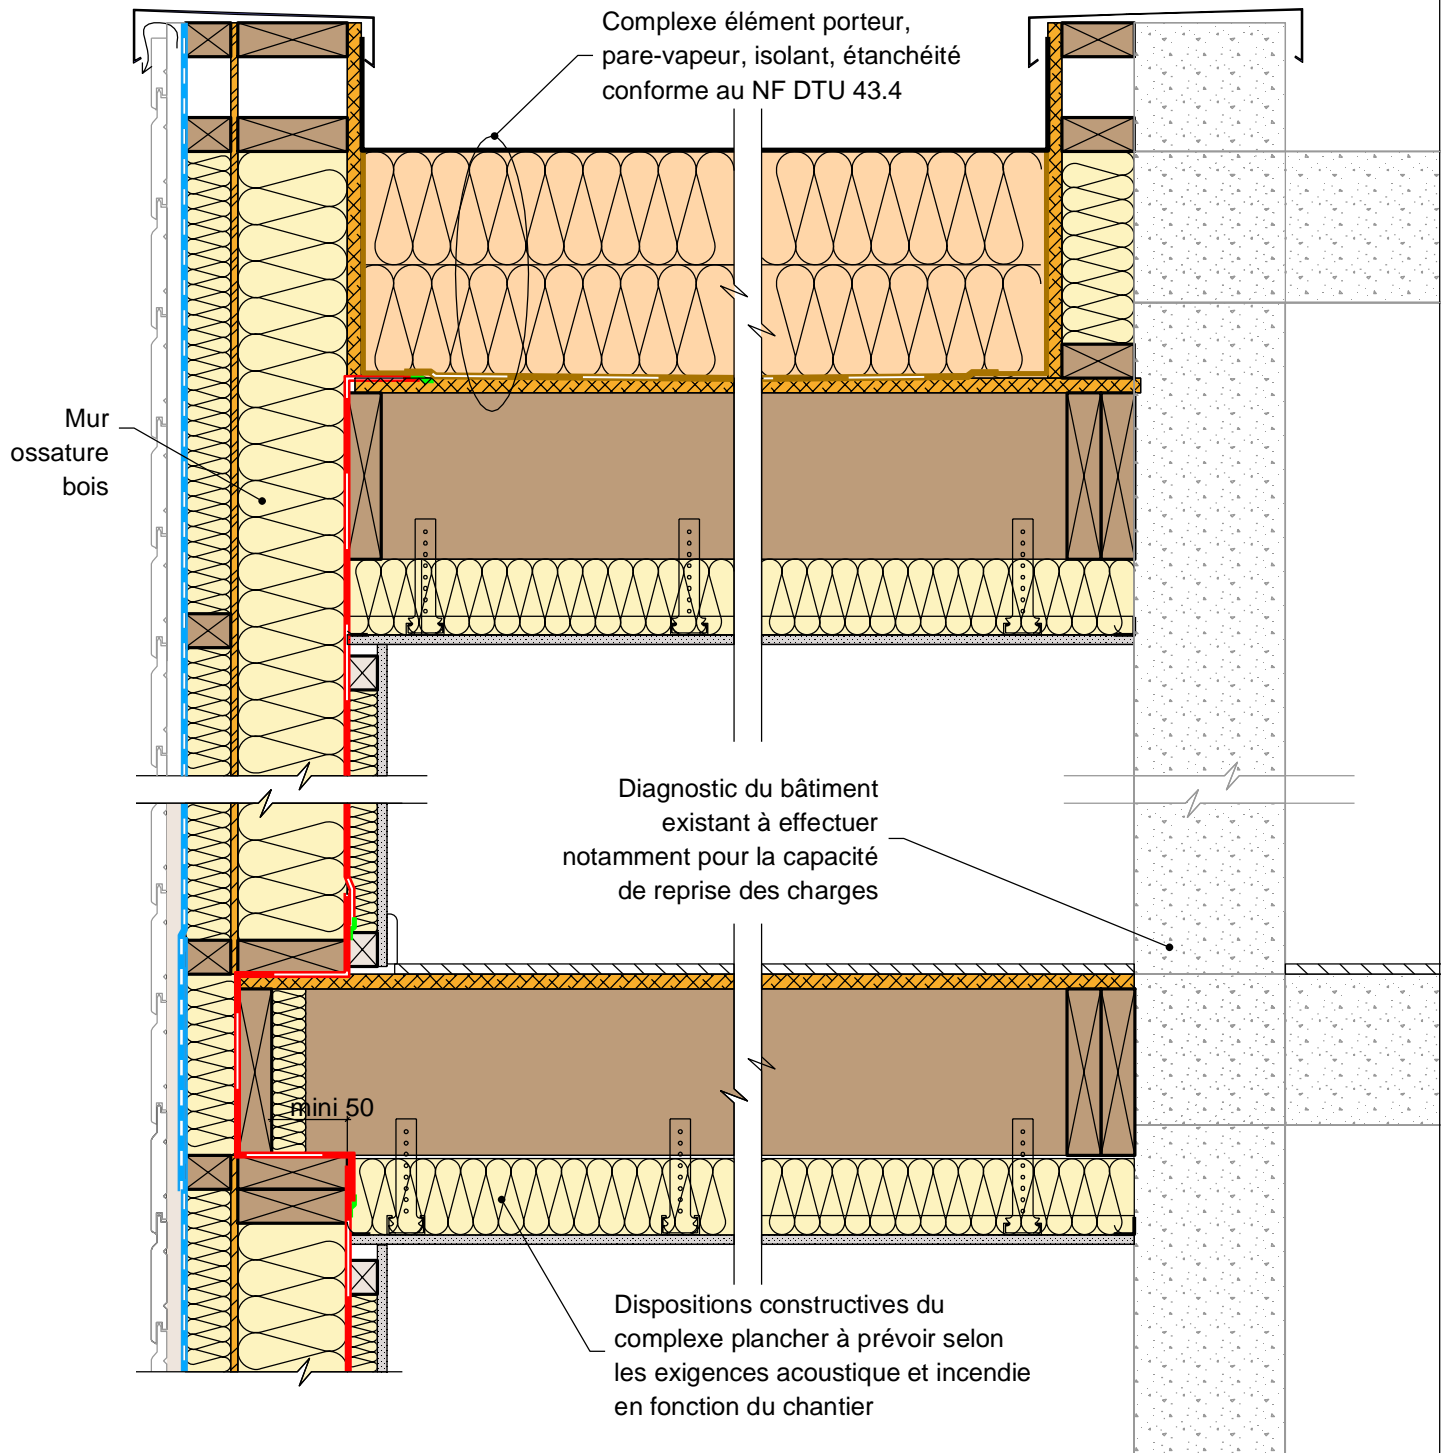 Complexe élément porteur,
pare-vapeur, isolant, étanchéité
conforme au NF DTU 43.4
Mur
ossature
bois
Diagnostic du bâtiment
existant à effectuer
notamment pour la capacité
de reprise des charges
mini 50
Dispositions constructives du
complexe plancher à prévoir selon
les exigences acoustique et incendie
en fonction du chantier